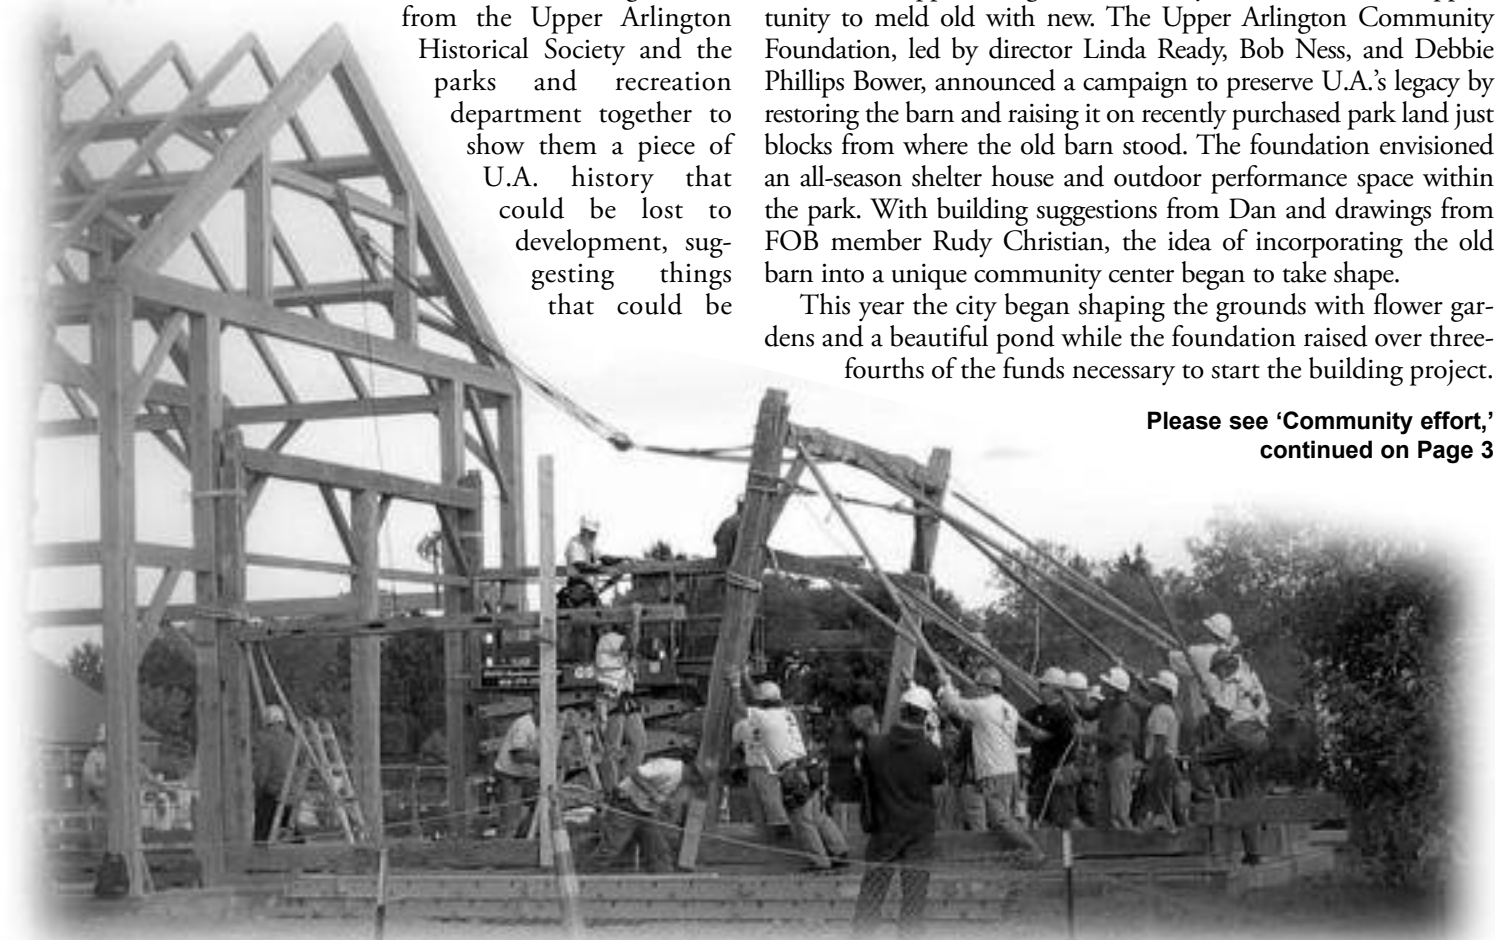 from the Upper Arlington
Historical Society and the
parks and recreation
department together to
show them a piece of
U.A. history that
could be lost to
development, sug-
gesting things
that could be
tunity to meld old with new. The Upper Arlington Community
Foundation, led by director Linda Ready, Bob Ness, and Debbie
Phillips Bower, announced a campaign to preserve U.A.’s legacy by
restoring the barn and raising it on recently purchased park land just
blocks from where the old barn stood. The foundation envisioned
an all-season shelter house and outdoor performance space within
the park. With building suggestions from Dan and drawings from
FOB member Rudy Christian, the idea of incorporating the old
barn into a unique community center began to take shape.
This year the city began shaping the grounds with flower gar-
dens and a beautiful pond while the foundation raised over three-
fourths of the funds necessary to start the building project.
Please see ‘Community effort,’
continued on Page 3